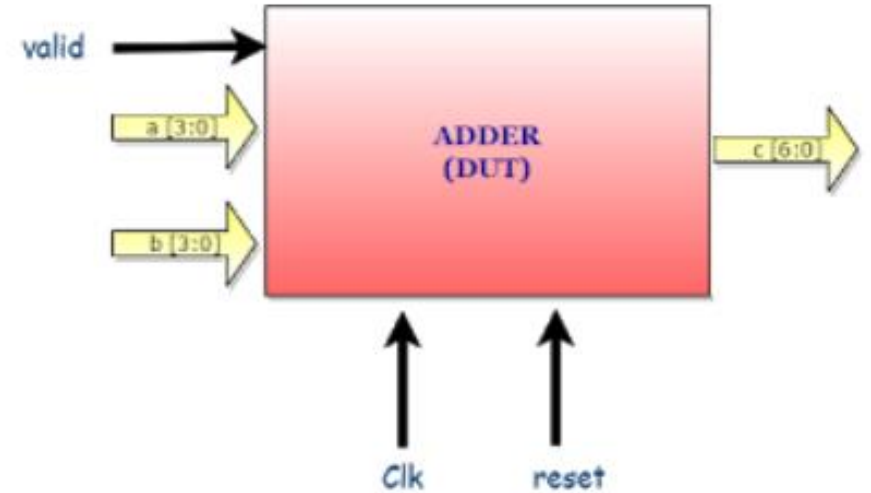 valid
a [3:0]
b [3:0]
ADDER
(DUT)
c [6:0]
Clk
reset